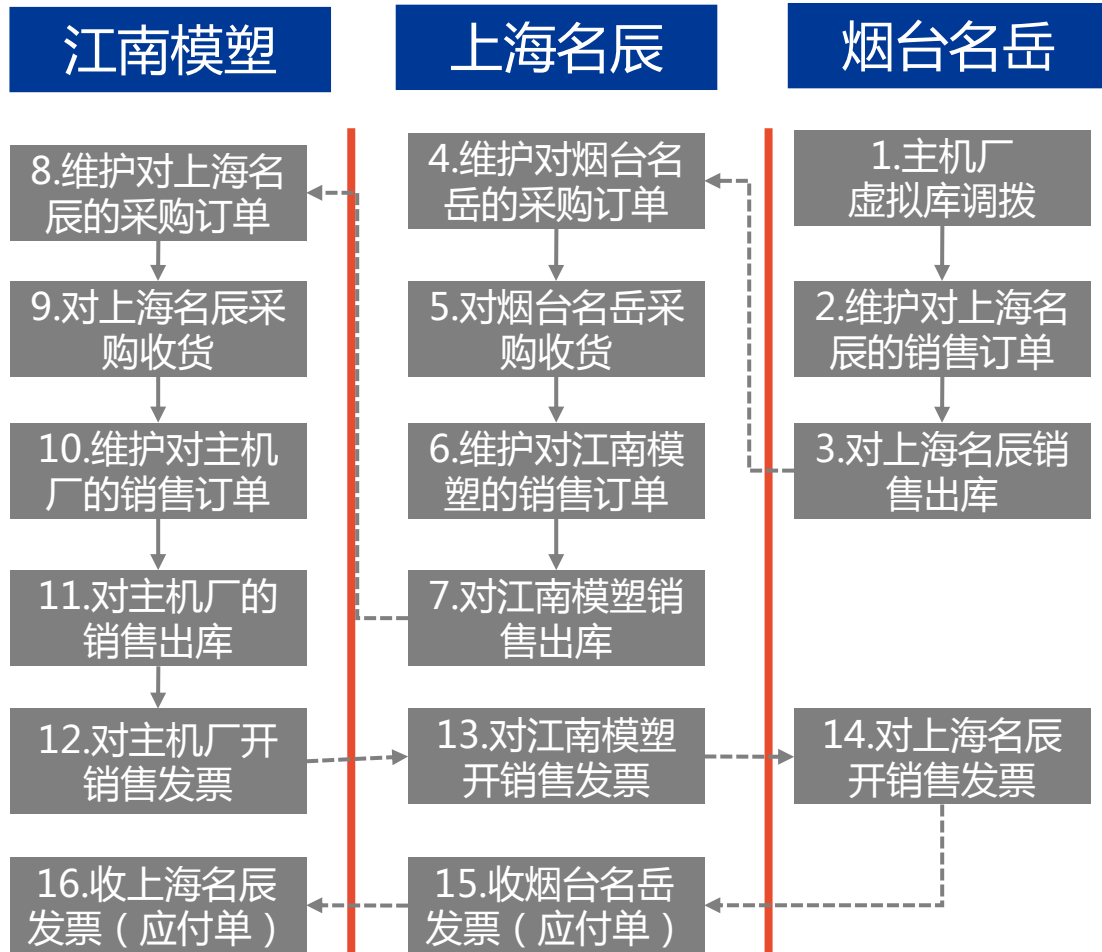 江南模塑
上海名辰
烟台名岳
8.维护对上海名
辰的采购订单
9.对上海名辰采
购收货
10.维护对主机
厂的销售订单
11.对主机厂的
销售出库
12.对主机厂开
销售发票
16.收上海名辰
发票（应付单）
4.维护对烟台名
岳的采购订单
5.对烟台名岳采
购收货
6.维护对江南模
塑的销售订单
7.对江南模塑销
售出库
13.对江南模塑
开销售发票
15.收烟台名岳
发票（应付单）
1.主机厂
虚拟库调拨
2.维护对上海名
辰的销售订单
3.对上海名辰销
售出库
14.对上海名辰
开销售发票